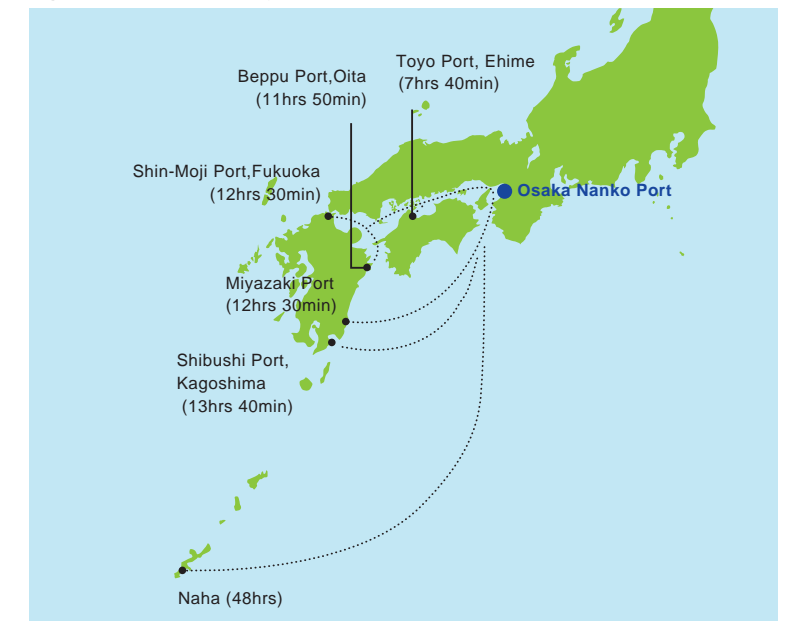 Toyo Port, Ehime
(7hrs 40min)
Beppu Port,Oita
(11hrs 50min)
Shin-Moji Port,Fukuoka
(12hrs 30min)
Osaka Nanko Port
Miyazaki Port
(12hrs 30min)
Shibushi Port,
Kagoshima
(13hrs 40min)
Naha (48hrs)